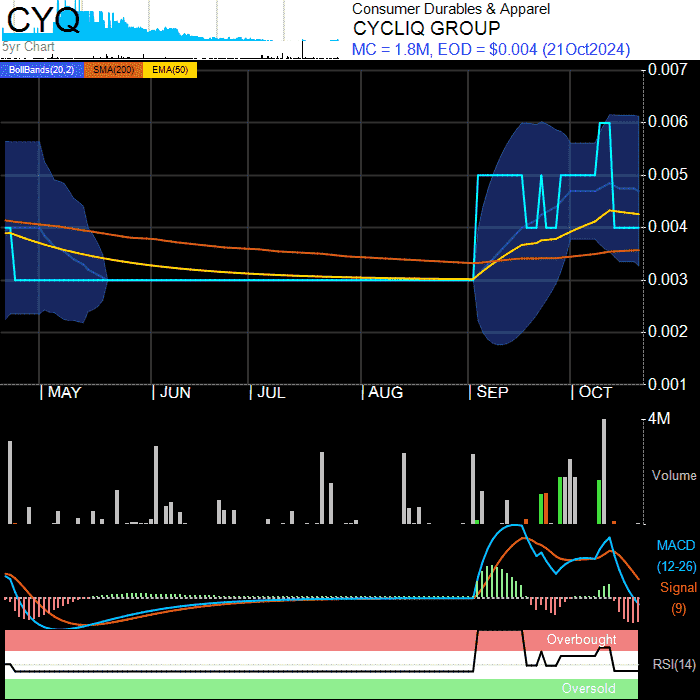 CYQ
5yr Chart
Consumer Durables & Apparel
CYCLIQ GROUP
MC = 1.8M, EOD = $0.004 (21Oct2024)
BollBands(20,2) SMA(200) EMA(50)
0.007
0.006
0.005
0.004
0.003
0.002
0.001
MAY JUN JUL AUG SEP OCT
4M
Volume
MACD
(12-26)
Signal
(9)
Overbought
RSI(14)
Oversold